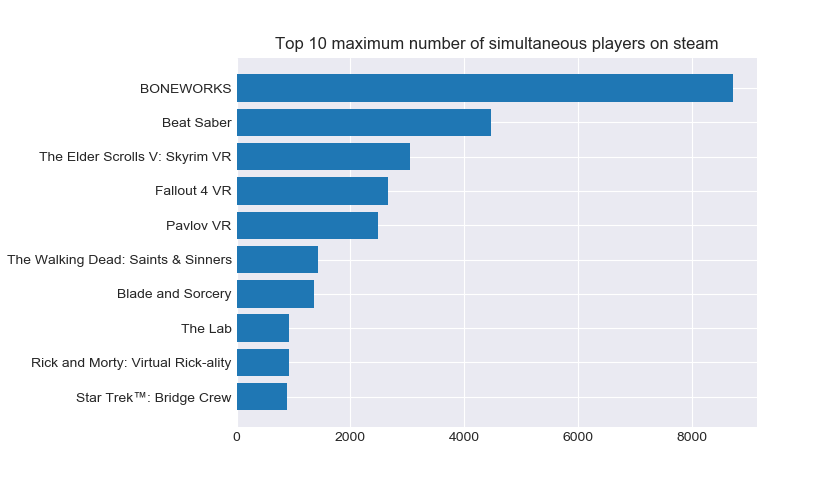 Top 10 maximum number of simultaneous players on steam
BONEWORKS
Beat Saber
The Elder Scrolls V: Skyrim VR
Fallout 4 VR
Pavlov VR
The Walking Dead: Saints & Sinners
Blade and Sorcery
The Lab
Rick and Morty: Virtual Rick-ality
Star Trek™: Bridge Crew
0 2000 4000 6000 8000